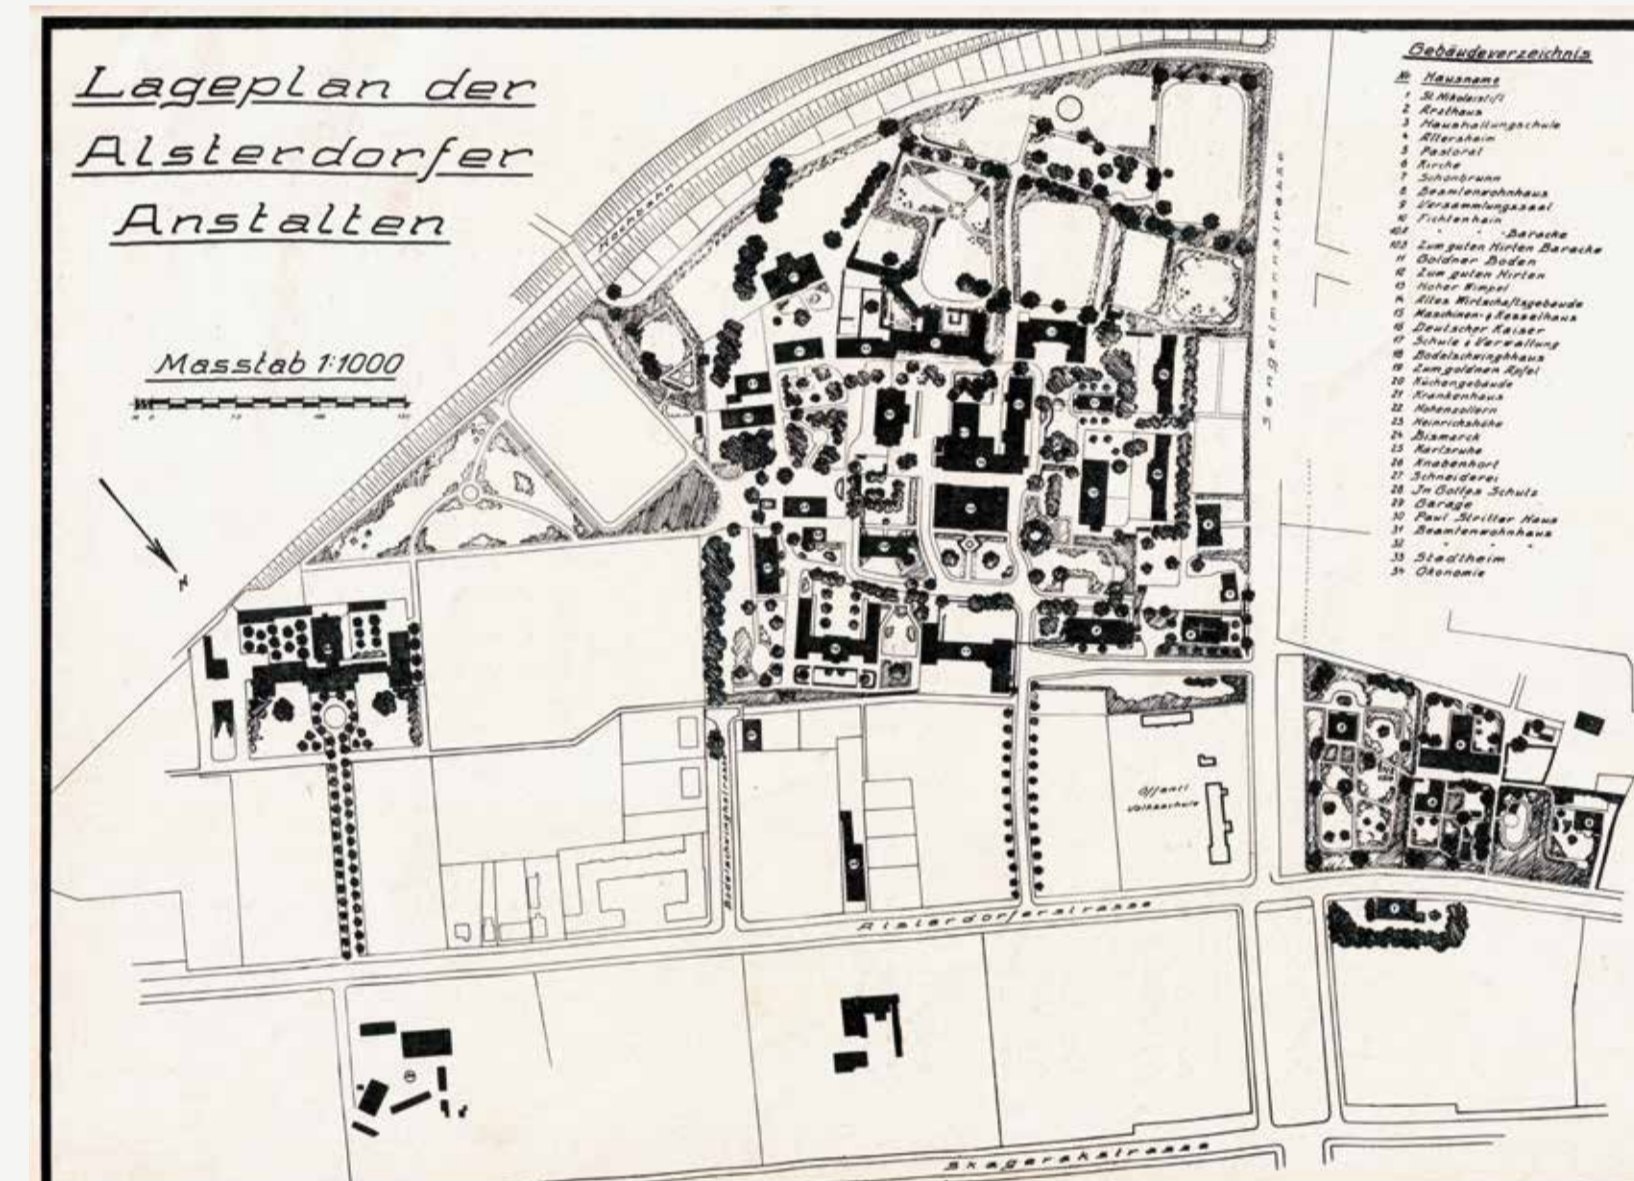 Lageplan der
Alsterdorfer
Anstalten
Masstab 1:1000
N
Hochbahn
Sengelmannstrasse
Bodelschwinghstrasse
Öffentl
Volksschule
Alsterdorferstrasse
Skagerakstrasse
Gebäudeverzeichnis
Nr Hausname
1 St. Nikolaistift
2 Arzthaus
3 Haushaltungschule
4 Altersheim
5 Pastorat
6 Kirche
7 Schönbrunn
8 Beamtenwohnhaus
9 Versammlungssaal
10 Fichtenhain
" " -Baracke
Zum guten Hirten Baracke
11 Goldner Boden
12 Zum guten Hirten
13 Hoher Wimpel
14 Altes Wirtschaftsgebäude
15 Maschinen- & Kesselhaus
16 Deutscher Kaiser
17 Schule & Verwaltung
18 Bodelschwinghhaus
19 Zum goldnen Apfel
20 Küchengebäude
21 Krankenhaus
22 Hohenzollern
23 Heinrichshöhe
24 Bismarck
25 Karlsruhe
26 Knabenhort
27 Schneiderei
28 Jn Gottes Schutz
29 Garage
30 Paul Stritter Haus
31 Beamtenwohnhaus
32 " " "
33 Stadtheim
34 Ökonomie